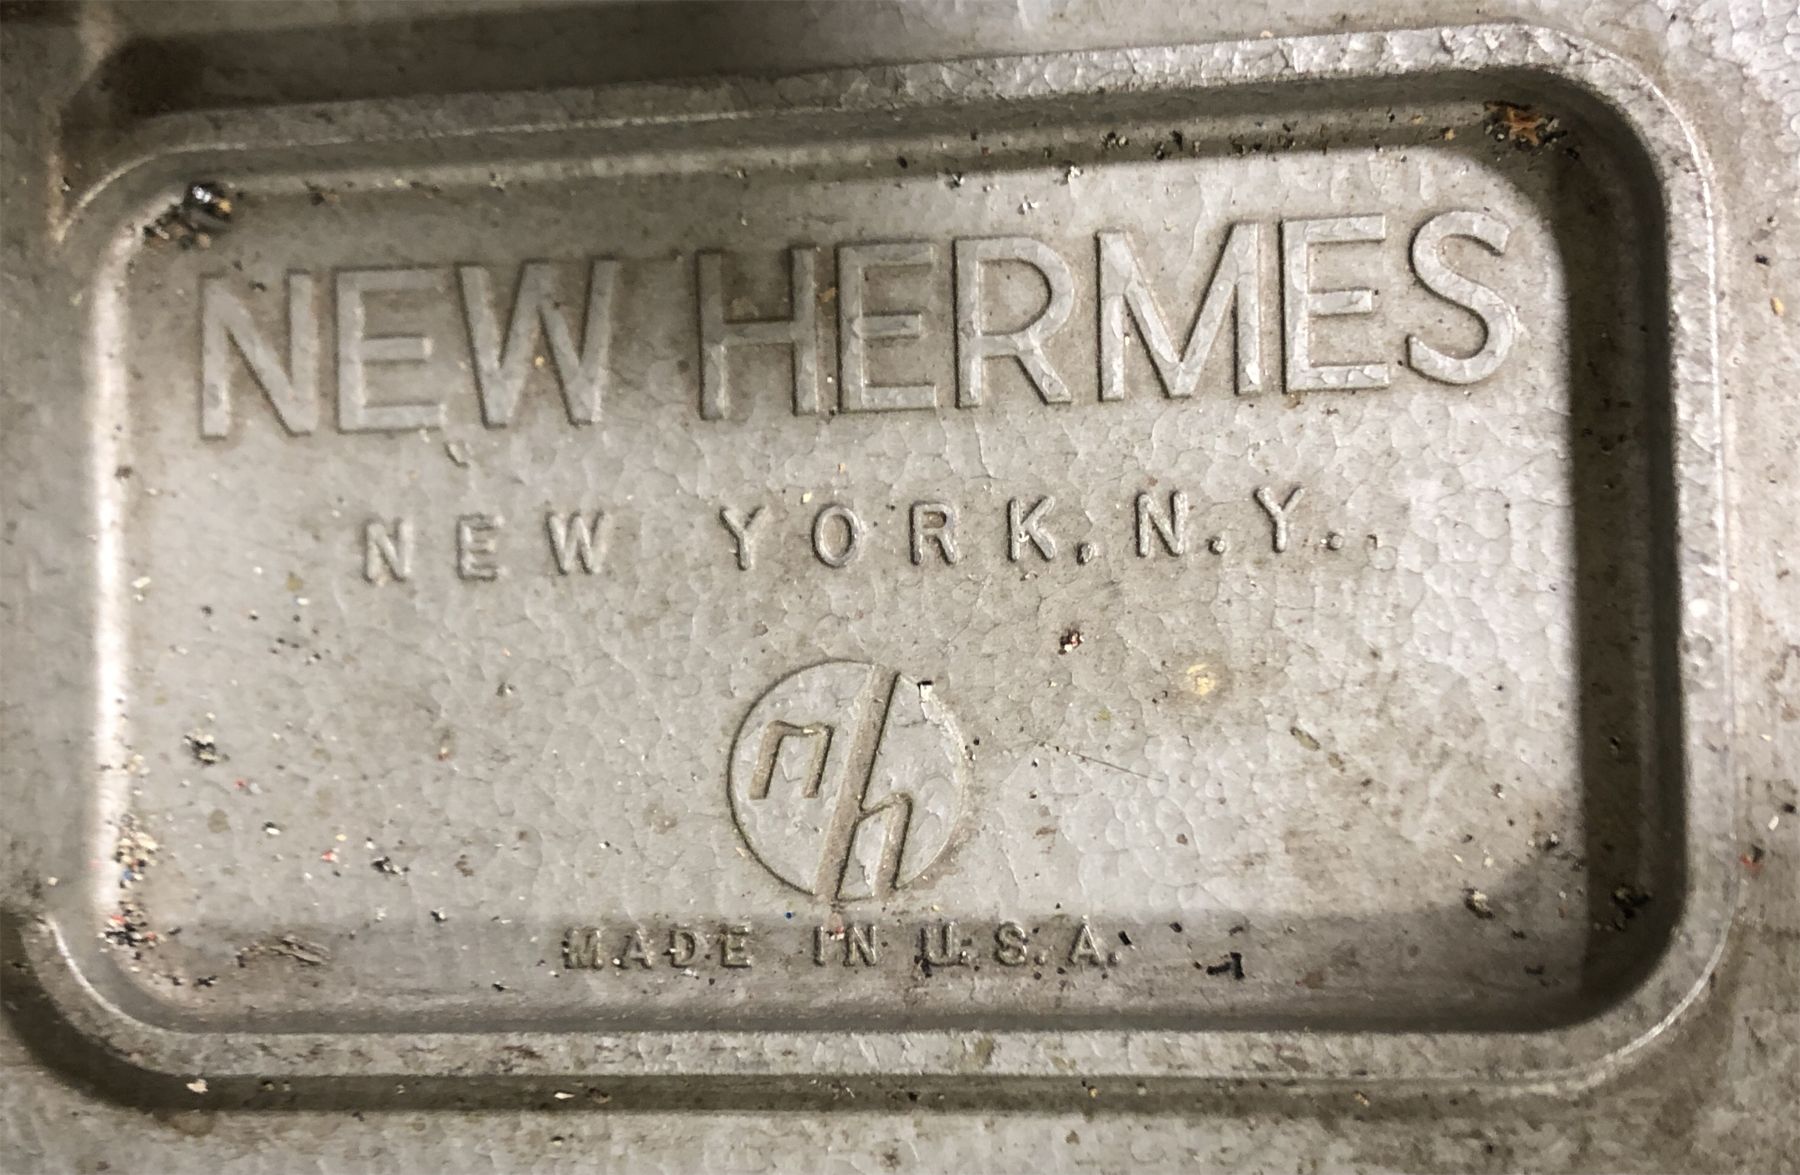 NEW HERMES
NEW YORK, N.Y.
nh
MADE IN U.S.A.